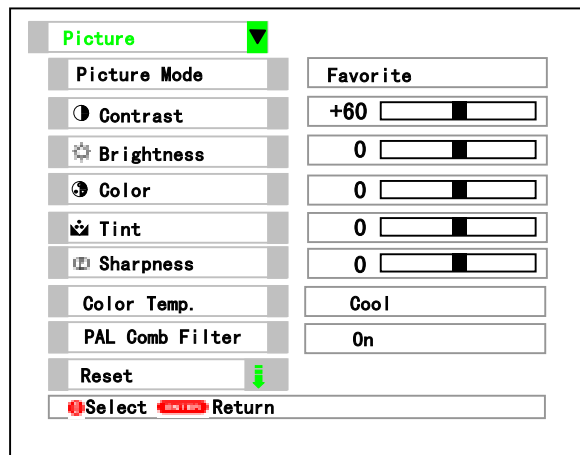 Picture
Picture Mode Favorite
Contrast +60
Brightness 0
Color 0
Tint 0
Sharpness 0
Color Temp. Cool
PAL Comb Filter On
Reset
Select Return